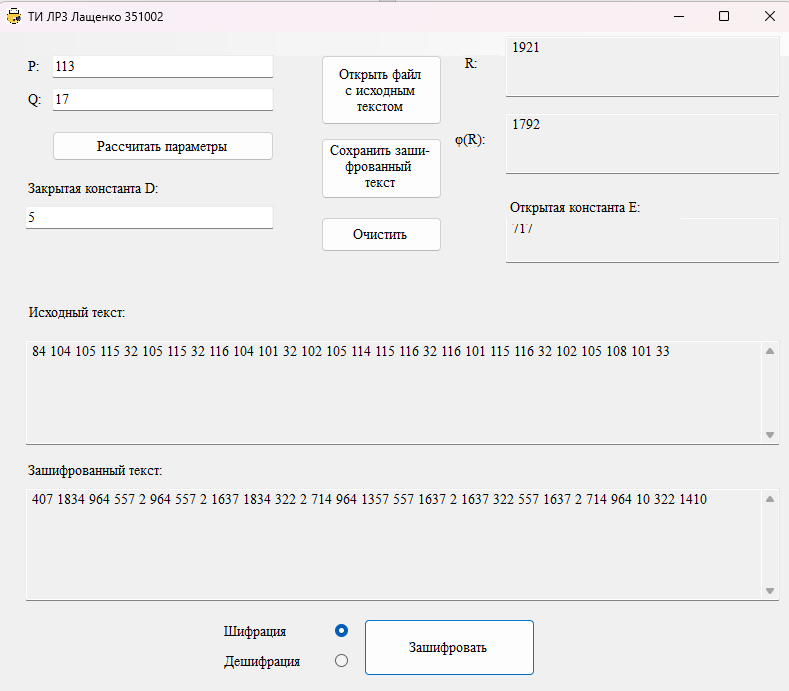 ТИ ЛР3 Лащенко 351002
P:
113
Q:
17
Рассчитать параметры
Закрытая константа D:
5
Открыть файл
с исходным
текстом
Сохранить заши-
фрованный
текст
Очистить
R:
1921
φ(R):
1792
Открытая константа E:
717
Исходный текст:
84 104 105 115 32 105 115 32 116 104 101 32 102 105 114 115 116 32 116 101 115 116 32 102 105 108 101 33
Зашифрованный текст:
407 1834 964 557 2 964 557 2 1637 1834 322 2 714 964 1357 557 1637 2 1637 322 557 1637 2 714 964 10 322 1410
Шифрация
Дешифрация
Зашифровать